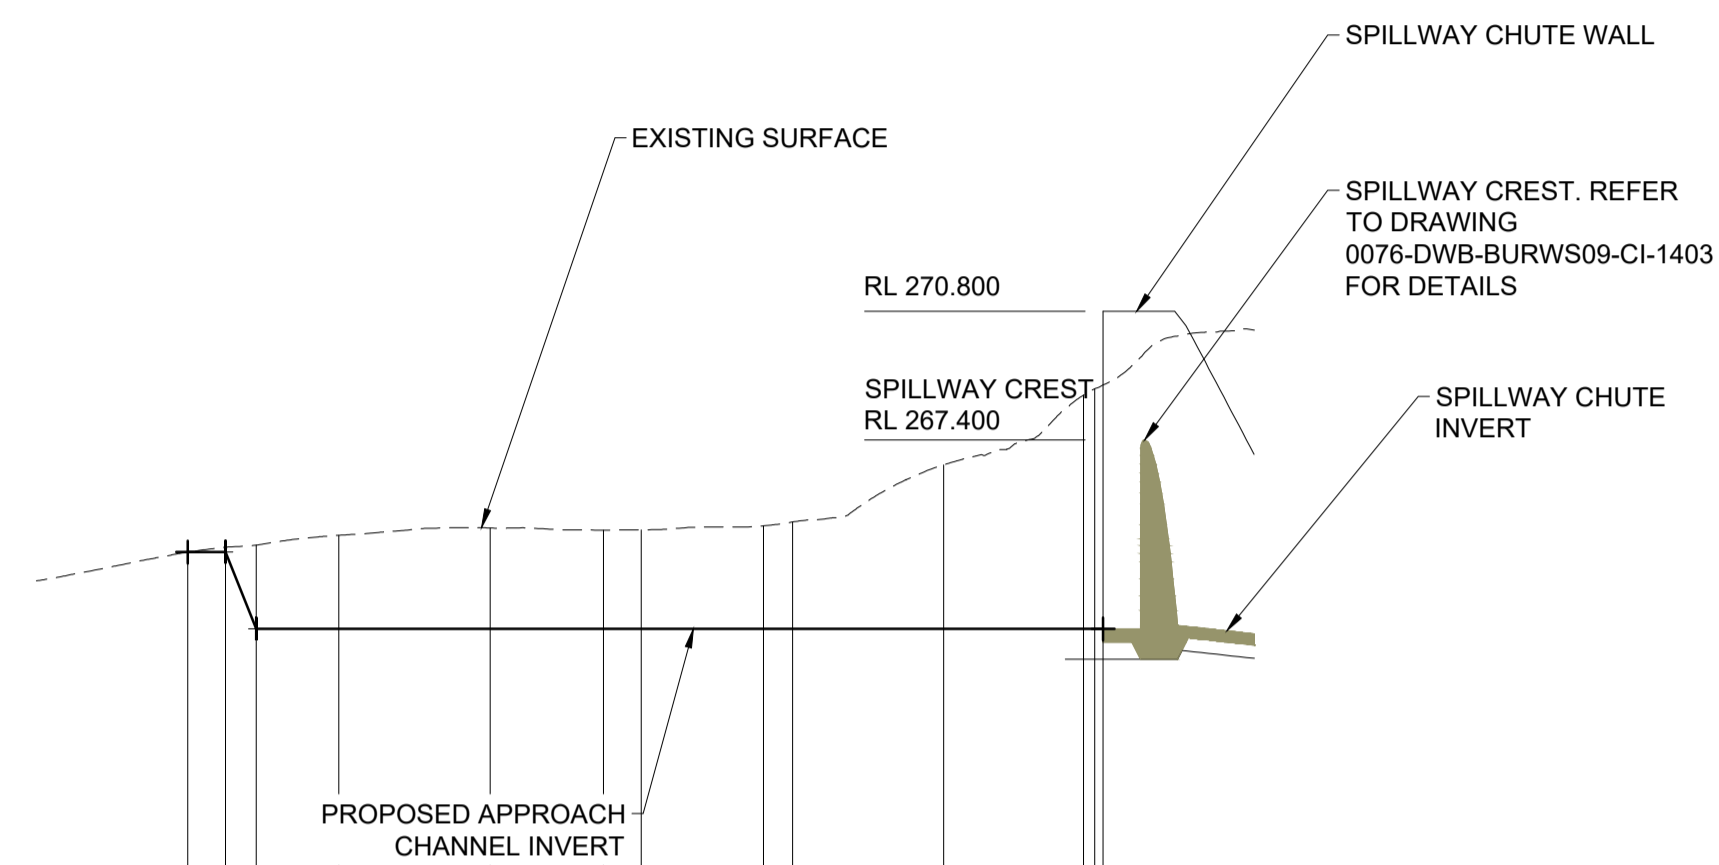 SPILLWAY CHUTE WALL
EXISTING SURFACE
SPILLWAY CREST. REFER
TO DRAWING
0076-DWB-BURWS09-CI-1403
FOR DETAILS
RL 270.800
SPILLWAY CREST
RL 267.400
SPILLWAY CHUTE
INVERT
PROPOSED APPROACH
CHANNEL INVERT